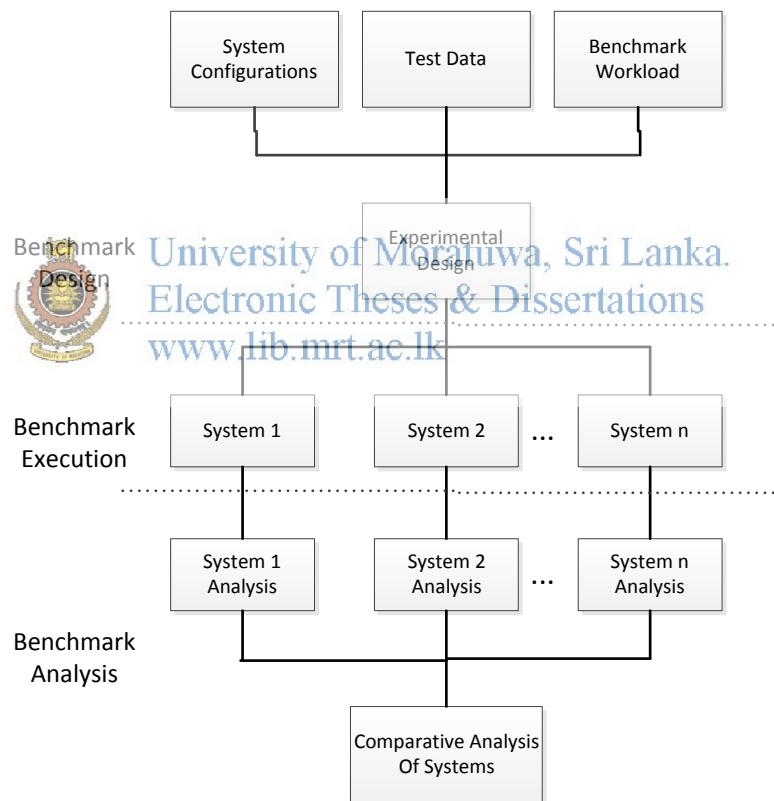 System
Configurations
Test Data
Benchmark
Workload
Benchmark
Design
Experimental
Design
University of Moratuwa, Sri Lanka.
Electronic Theses & Dissertations
www.lib.mrt.ac.lk
Benchmark
Execution
System 1
System 2
...
System n
System 1
Analysis
System 2
Analysis
...
System n
Analysis
Benchmark
Analysis
Comparative Analysis
Of Systems